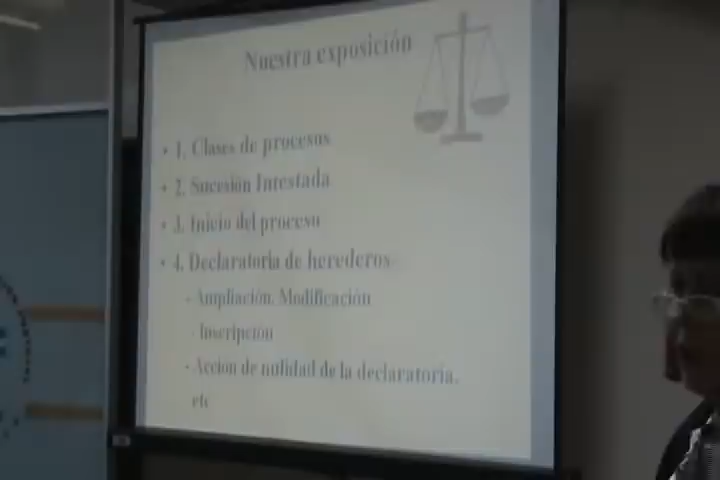 Nuestra exposición
• 1. Clases de procesos
• 2. Sucesión Intestada
• 3. Inicio del proceso
• 4. Declaratoria de herederos
- Ampliación. Modificación
- Inscripción
- Acción de nulidad de la declaratoria,
etc